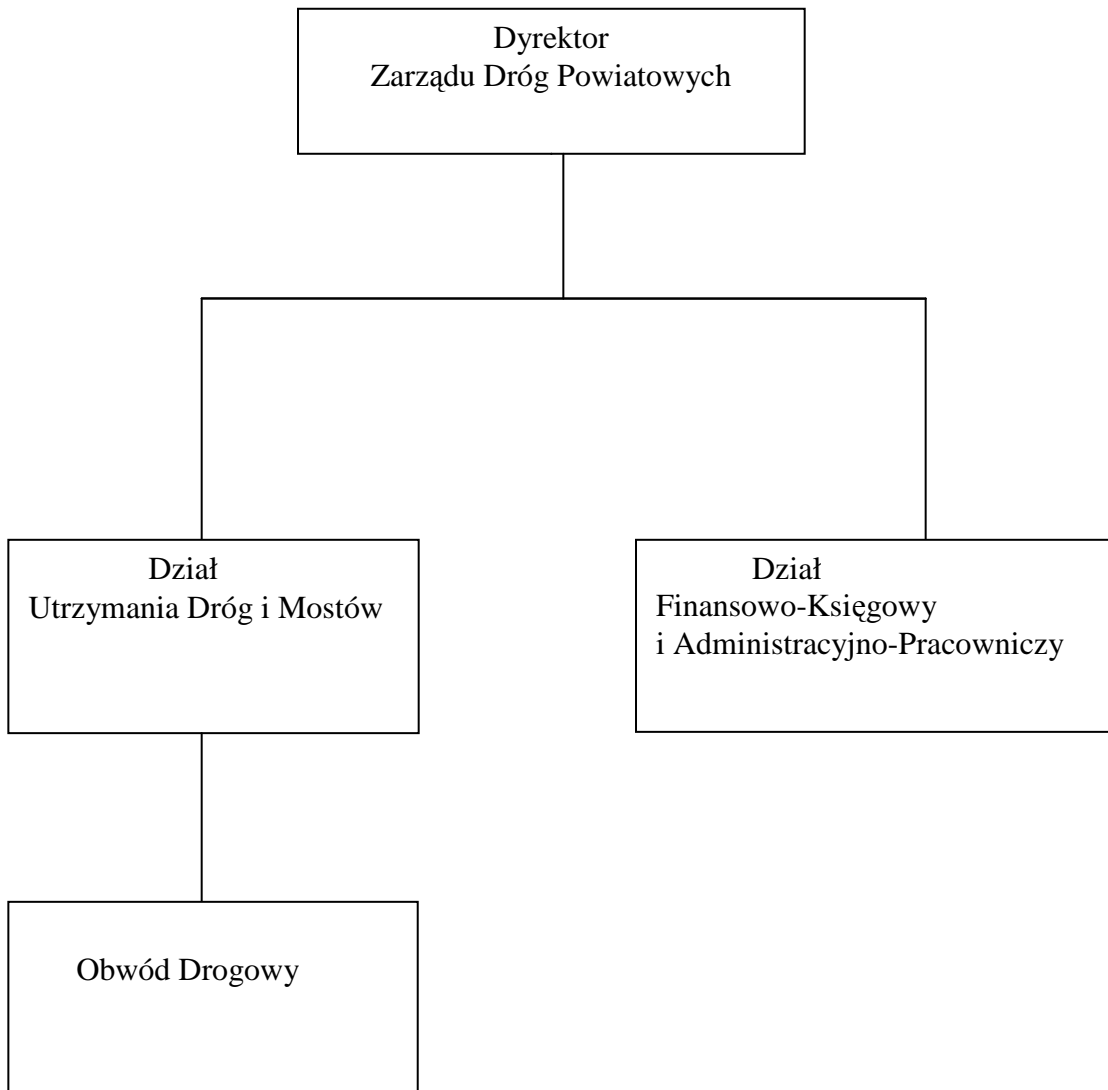 Dyrektor
Zarządu Dróg Powiatowych
Dział
Utrzymania Dróg i Mostów
Dział
Finansowo-Księgowy
i Administracyjno-Pracowniczy
Obwód Drogowy